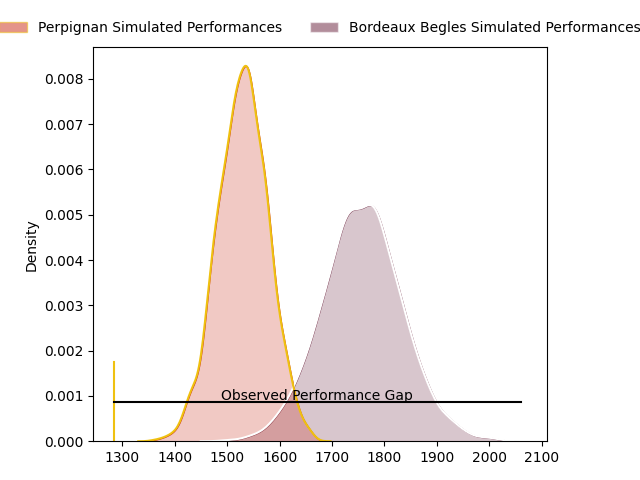 Perpignan Simulated Performances
Bordeaux Begles Simulated Performances
0.008
0.007
0.006
0.005
0.004
0.003
0.002
0.001
0.000
Density
Observed Performance Gap
1300 1400 1500 1600 1700 1800 1900 2000 2100